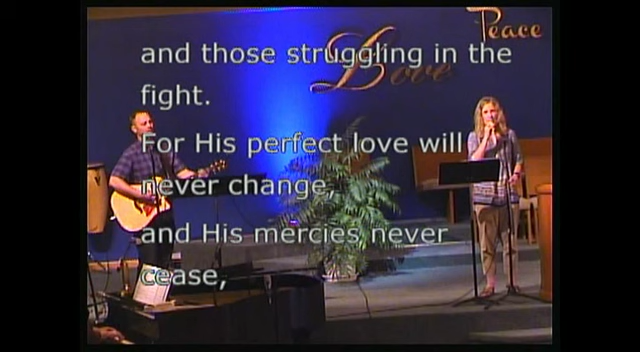 Peace
Love
and those struggling in the
fight.
For His perfect love will
never change,
and His mercies never
cease,